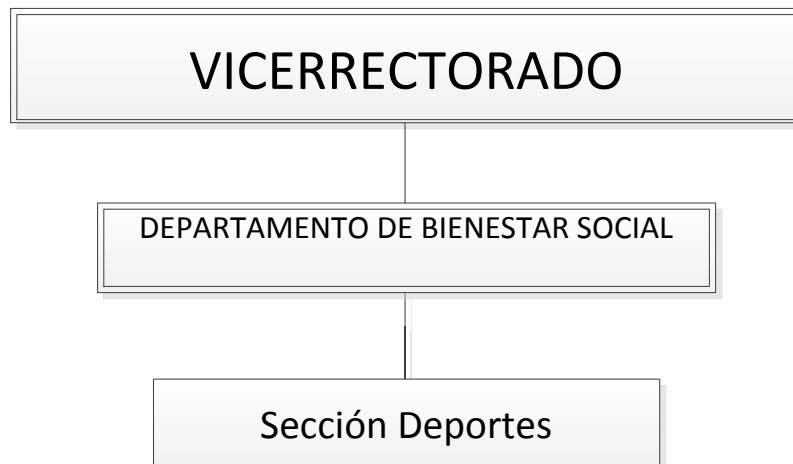 VICERRECTORADO
DEPARTAMENTO DE BIENESTAR SOCIAL
Sección Deportes